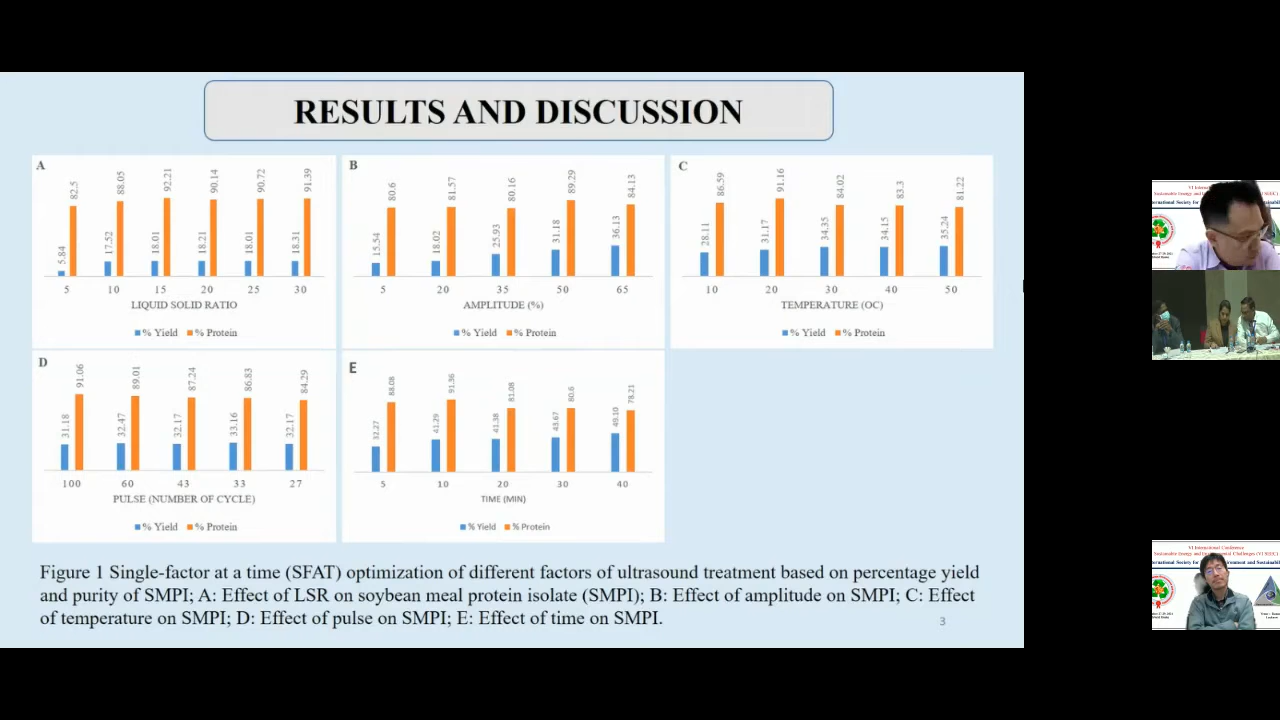 RESULTS AND DISCUSSION
A
5.84 82.5 17.52 88.05 18.01 92.21 18.21 90.14 18.01 90.72 18.31 91.39
5 10 15 20 25 30
LIQUID SOLID RATIO
% Yield % Protein
B
15.54 80.6 18.02 81.57 25.93 80.16 31.18 89.29 36.13 84.13
5 20 35 50 65
AMPLITUDE (%)
% Yield % Protein
C
28.11 86.59 31.17 91.16 34.35 84.02 34.15 83.3 35.24 81.22
10 20 30 40 50
TEMPERATURE (OC)
% Yield % Protein
D
31.18 91.06 32.47 89.01 32.17 87.24 33.16 86.83 32.17 84.29
100 60 43 33 27
PULSE (NUMBER OF CYCLE)
% Yield % Protein
E
32.27 88.08 41.29 91.36 41.38 81.08 43.67 80.6 49.10 78.21
5 10 20 30 40
TIME (MIN)
% Yield % Protein
Figure 1 Single-factor at a time (SFAT) optimization of different factors of ultrasound treatment based on percentage yield
and purity of SMPI; A: Effect of LSR on soybean meal protein isolate (SMPI); B: Effect of amplitude on SMPI; C: Effect
of temperature on SMPI; D: Effect of pulse on SMPI; E: Effect of time on SMPI.
3
VI International Conference